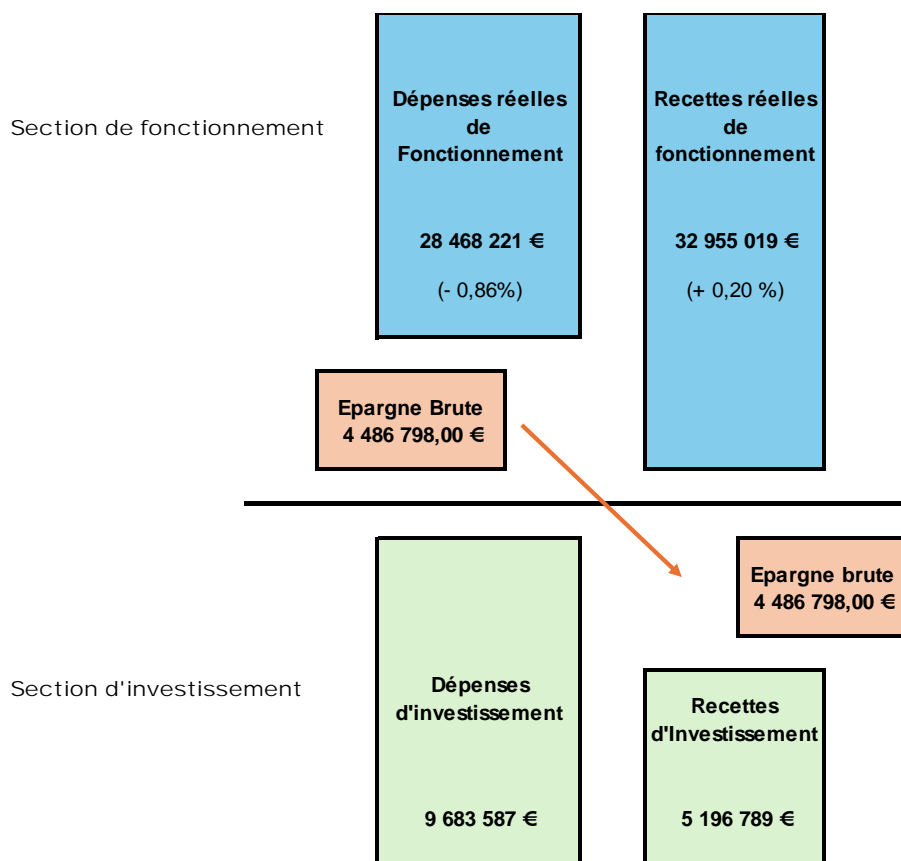 Section de fonctionnement
Dépenses réelles
de
Fonctionnement
28 468 221 €
(- 0,86%)
Recettes réelles
de
fonctionnement
32 955 019 €
(+ 0,20 %)
Epargne Brute
4 486 798,00 €
Epargne brute
4 486 798,00 €
Section d'investissement
Dépenses
d'investissement
9 683 587 €
Recettes
d'Investissement
5 196 789 €